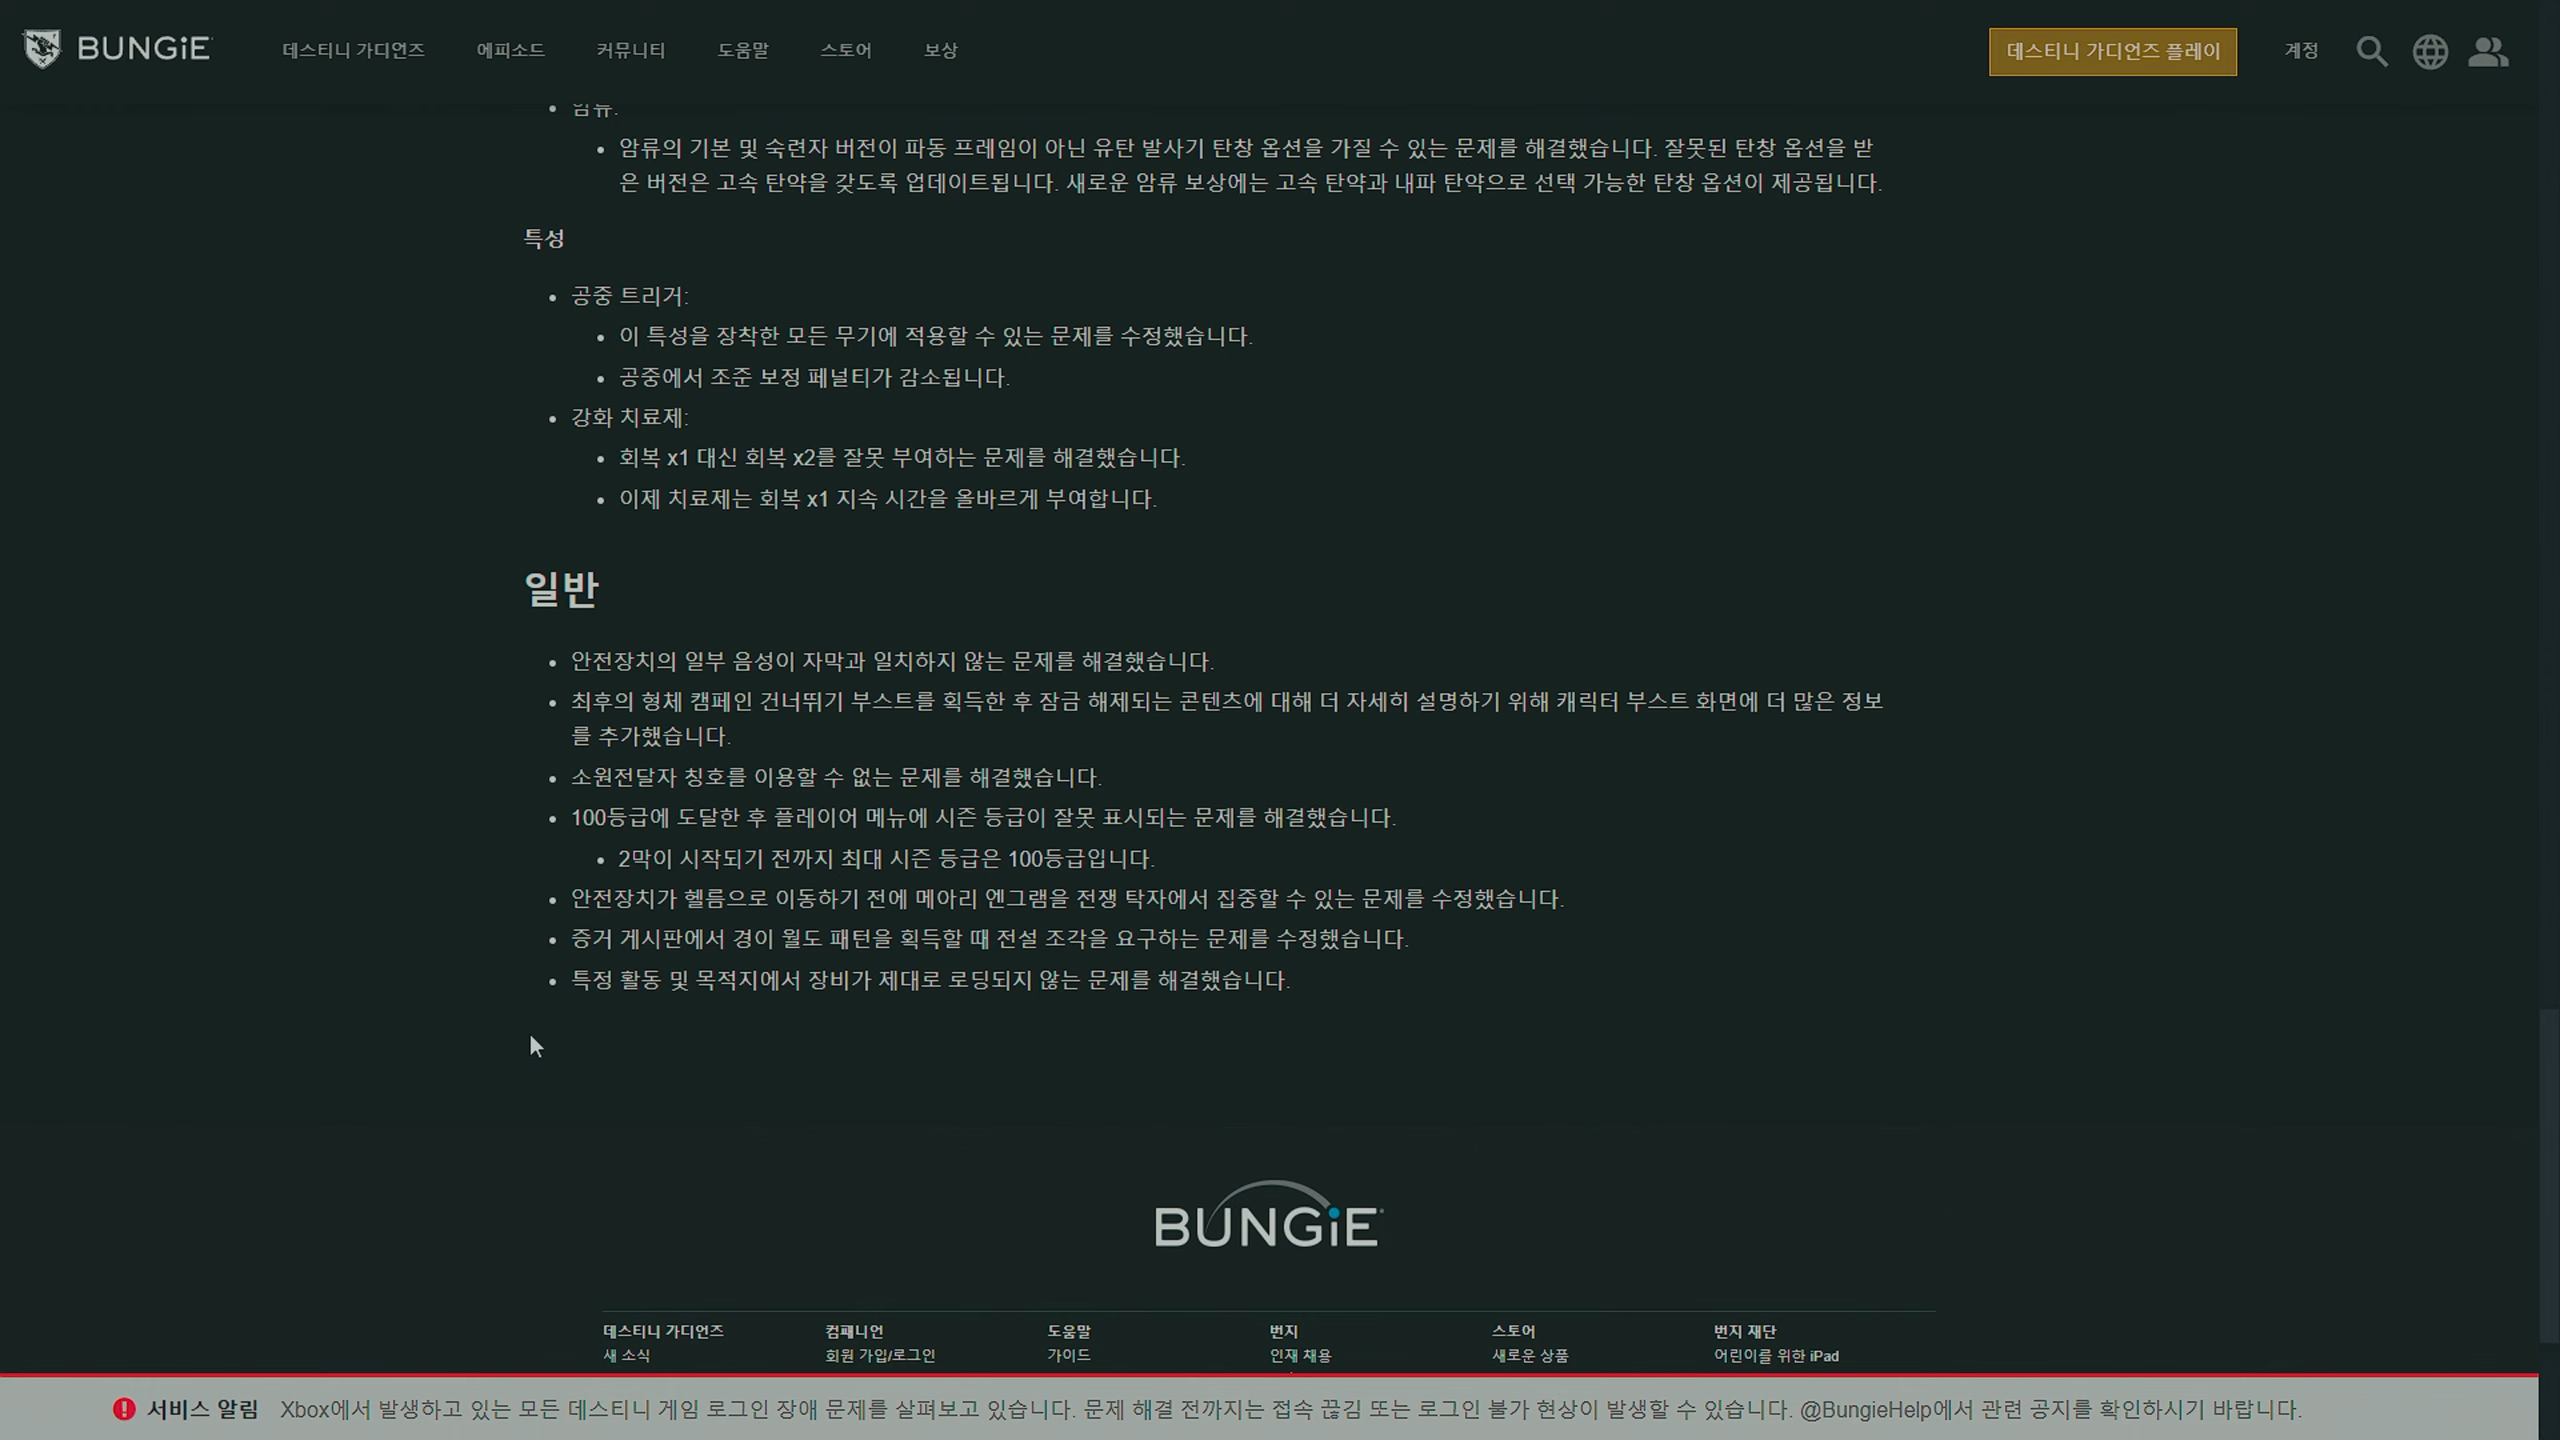 BUNGiE
데스티니 가디언즈
에피소드
커뮤니티
도움말
스토어
보상
데스티니 가디언즈 플레이
계정
암류:
암류의 기본 및 숙련자 버전이 파동 프레임이 아닌 유탄 발사기 탄창 옵션을 가질 수 있는 문제를 해결했습니다. 잘못된 탄창 옵션을 받
은 버전은 고속 탄약을 갖도록 업데이트됩니다. 새로운 암류 보상에는 고속 탄약과 내파 탄약으로 선택 가능한 탄창 옵션이 제공됩니다.
특성
공중 트리거:
이 특성을 장착한 모든 무기에 적용할 수 있는 문제를 수정했습니다.
공중에서 조준 보정 페널티가 감소됩니다.
강화 치료제:
회복 x1 대신 회복 x2를 잘못 부여하는 문제를 해결했습니다.
이제 치료제는 회복 x1 지속 시간을 올바르게 부여합니다.
일반
안전장치의 일부 음성이 자막과 일치하지 않는 문제를 해결했습니다.
최후의 형체 캠페인 건너뛰기 부스트를 획득한 후 잠금 해제되는 콘텐츠에 대해 더 자세히 설명하기 위해 캐릭터 부스트 화면에 더 많은 정보
를 추가했습니다.
소원전달자 칭호를 이용할 수 없는 문제를 해결했습니다.
100등급에 도달한 후 플레이어 메뉴에 시즌 등급이 잘못 표시되는 문제를 해결했습니다.
2막이 시작되기 전까지 최대 시즌 등급은 100등급입니다.
안전장치가 헬름으로 이동하기 전에 메아리 엔그램을 전쟁 탁자에서 집중할 수 있는 문제를 수정했습니다.
증거 게시판에서 경이 월도 패턴을 획득할 때 전설 조각을 요구하는 문제를 수정했습니다.
특정 활동 및 목적지에서 장비가 제대로 로딩되지 않는 문제를 해결했습니다.
BUNGiE
데스티니 가디언즈
컴패니언
도움말
번지
스토어
번지 재단
새 소식
회원 가입/로그인
가이드
인재 채용
새로운 상품
어린이를 위한 iPad
서비스 알림 Xbox에서 발생하고 있는 모든 데스티니 게임 로그인 장애 문제를 살펴보고 있습니다. 문제 해결 전까지는 접속 끊김 또는 로그인 불가 현상이 발생할 수 있습니다. @BungieHelp에서 관련 공지를 확인하시기 바랍니다.